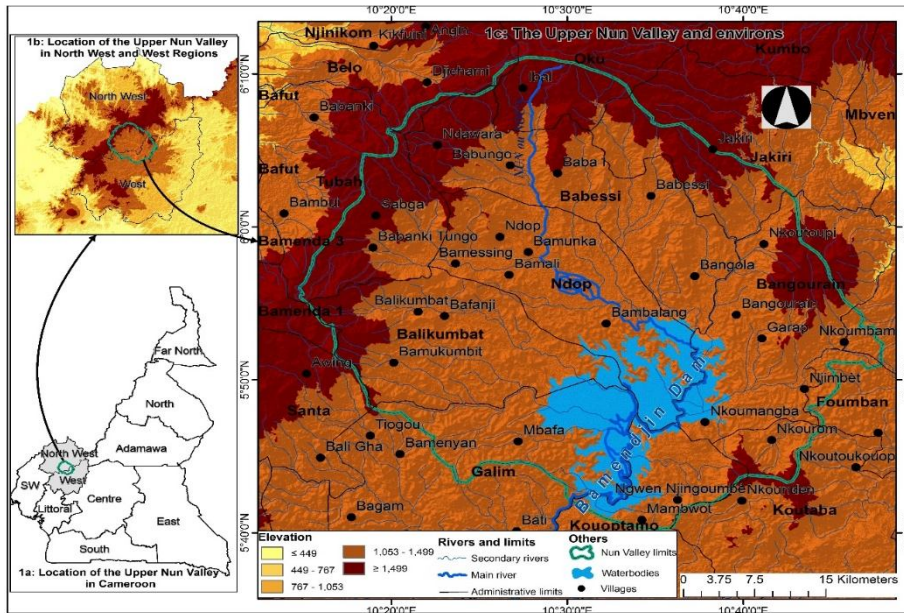 10°20'0"E
10°30'0"E
10°40'0"E
1b: Location of the Upper Nun Valley
in North West and West Regions
North West
West
1c: The Upper Nun Valley and environs
Njinikom
Kikfuini
Belo
Djichami
Oku
Ibal
Kumbo
Bafut
Babanki
Mbven
Ndawara
Babungo
Baba I
Jakiri
Jakiri
Bafut
Tubah
Babessi
Babessi
Bambui
Sabga
Bamenda 3
Babanki Tungo
Ndop
Bamunka
Nkoutoupi
Bamessing
Bamali
Bangola
Bangourain
Ndop
Bamenda 1
Balikumbat
Bafanji
Bambalang
Bangourain
Balikumbat
Garap
Nkoumbam
Bamukumbit
Awing
Njimbet
Santa
Foumban
Tiogou
Nkoumangba
Mbafa
Nkourom
Bali Gha
Bamenyan
Nkoutoukouop
Galim
Bamendjin Dam
Ngwen
Njingoumbe
Nkounden
Bagam
Mambwot
Koutaba
Bati
Kouoptamo
6°10'0"N
6°0'0"N
5°50'0"N
5°40'0"N
Far North
North
Adamawa
North West
West
SW
Centre
Littoral
East
South
1a: Location of the Upper Nun Valley
in Cameroon
Elevation
≤ 449
449 - 767
767 - 1,053
1,053 - 1,499
≥ 1,499
Rivers and limits
Secondary rivers
Main river
Administrative limits
Others
Nun Valley limits
Waterbodies
Villages
0 3.75 7.5 15 Kilometers
10°20'0"E
10°30'0"E
10°40'0"E